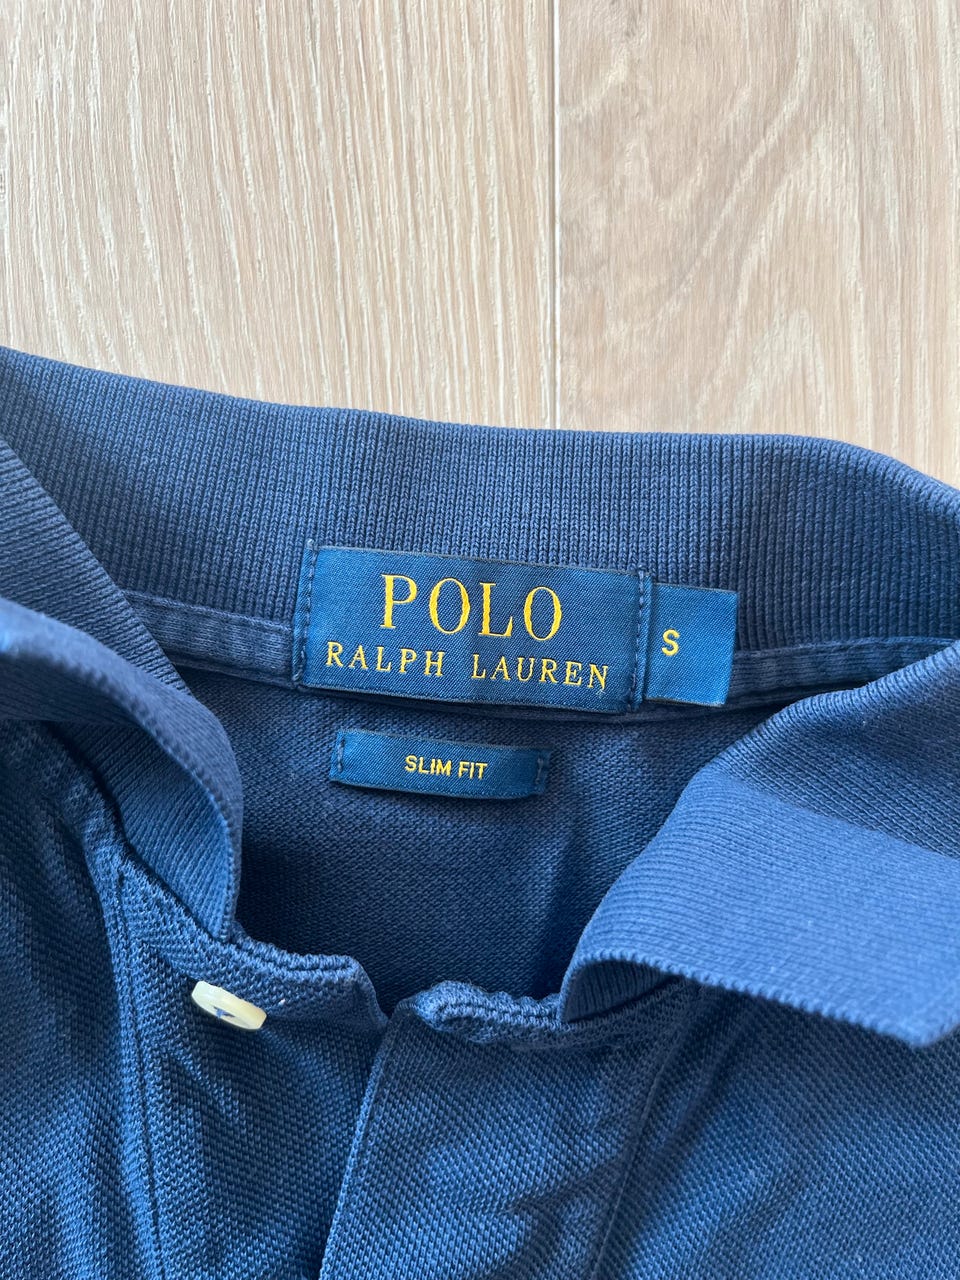 POLO
RALPH LAUREN
S
SLIM FIT